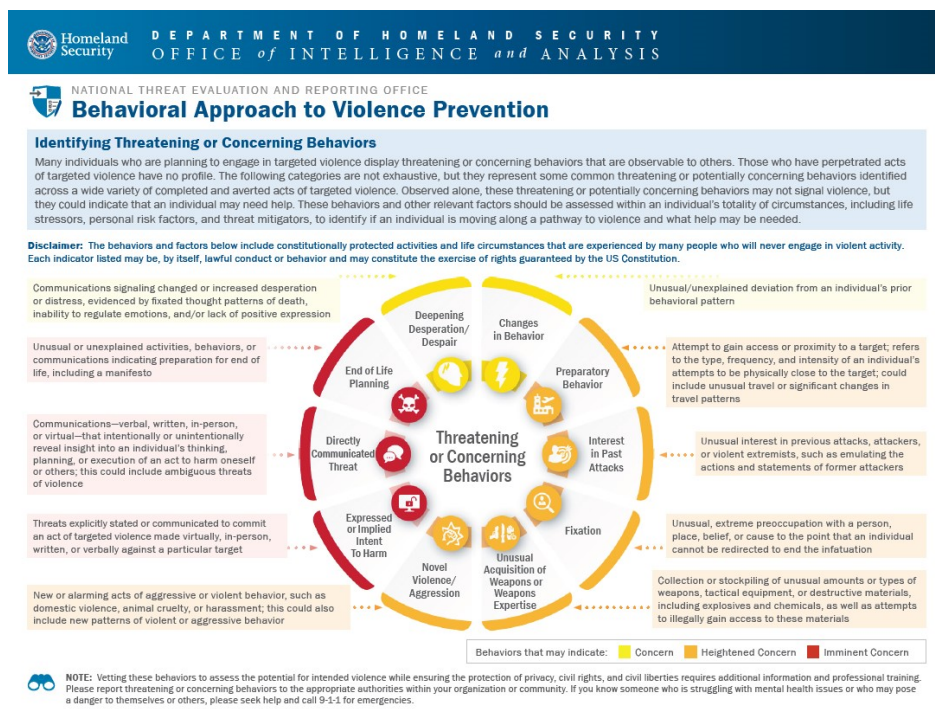 Homeland
Security
DEPARTMENT OF HOMELAND SECURITY
OFFICE of INTELLIGENCE and ANALYSIS
NATIONAL THREAT EVALUATION AND REPORTING OFFICE
Behavioral Approach to Violence Prevention
Identifying Threatening or Concerning Behaviors
Many individuals who are planning to engage in targeted violence display threatening or concerning behaviors that are observable to others. Those who have perpetrated acts
of targeted violence have no profile. The following categories are not exhaustive, but they represent some common threatening or potentially concerning behaviors identified
across a wide variety of completed and averted acts of targeted violence. Observed alone, these threatening or potentially concerning behaviors may not signal violence, but
they could indicate that an individual may need help. These behaviors and other relevant factors should be assessed within an individual's totality of circumstances, including life
stressors, personal risk factors, and threat mitigators, to identify if an individual is moving along a pathway to violence and what help may be needed.
Disclaimer: The behaviors and factors below include constitutionally protected activities and life circumstances that are experienced by many people who will never engage in violent activity.
Each indicator listed may be, by itself, lawful conduct or behavior and may constitute the exercise of rights guaranteed by the US Constitution.
Communications signaling changed or increased desperation
or distress, evidenced by fixated thought patterns of death,
inability to regulate emotions, and/or lack of positive expression
Unusual or unexplained activities, behaviors, or
communications indicating preparation for end of
life, including a manifesto
Communications—verbal, written, in-person,
or virtual—that intentionally or unintentionally
reveal insight into an individual's thinking,
planning, or execution of an act to harm oneself
or others; this could include ambiguous threats
of violence
Threats explicitly stated or communicated to commit
an act of targeted violence made virtually, in-person,
written, or verbally against a particular target
New or alarming acts of aggressive or violent behavior, such as
domestic violence, animal cruelty, or harassment; this could also
include new patterns of violent or aggressive behavior
Deepening
Desperation/
Despair
Changes
in Behavior
End of Life
Planning
Preparatory
Behavior
Directly
Communicated
Threat
Threatening
or Concerning
Behaviors
Interest
in Past
Attacks
Expressed
or Implied
Intent
To Harm
Fixation
Novel
Violence/
Aggression
Unusual
Acquisition of
Weapons or
Weapons
Expertise
Unusual/unexplained deviation from an individual's prior
behavioral pattern
Attempt to gain access or proximity to a target; refers
to the type, frequency, and intensity of an individual's
attempts to be physically close to the target; could
include unusual travel or significant changes in
travel patterns
Unusual interest in previous attacks, attackers,
or violent extremists, such as emulating the
actions and statements of former attackers
Unusual, extreme preoccupation with a person,
place, belief, or cause to the point that an individual
cannot be redirected to end the infatuation
Collection or stockpiling of unusual amounts or types of
weapons, tactical equipment, or destructive materials,
including explosives and chemicals, as well as attempts
to illegally gain access to these materials
Behaviors that may indicate: Concern Heightened Concern Imminent Concern
NOTE: Vetting these behaviors to assess the potential for intended violence while ensuring the protection of privacy, civil rights, and civil liberties requires additional information and professional training.
Please report threatening or concerning behaviors to the appropriate authorities within your organization or community. If you know someone who is struggling with mental health issues or who may pose
a danger to themselves or others, please seek help and call 9-1-1 for emergencies.